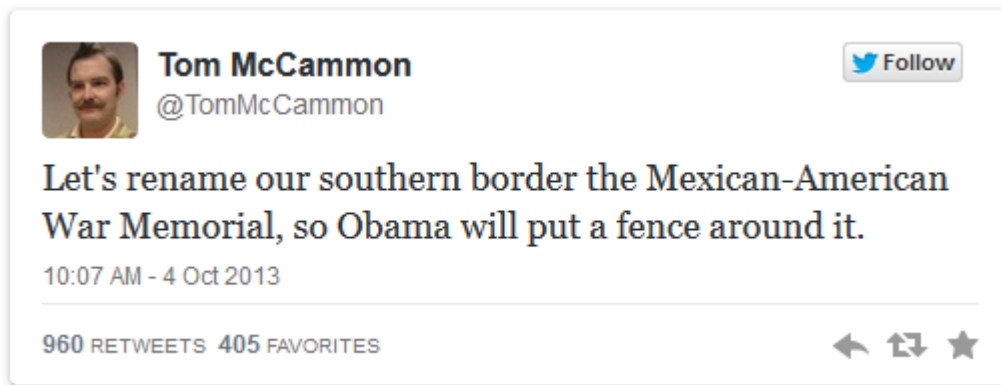 Tom McCammon
Follow
@TomMcCammon
Let's rename our southern border the Mexican-American
War Memorial, so Obama will put a fence around it.
10:07 AM - 4 Oct 2013
960 RETWEETS 405 FAVORITES